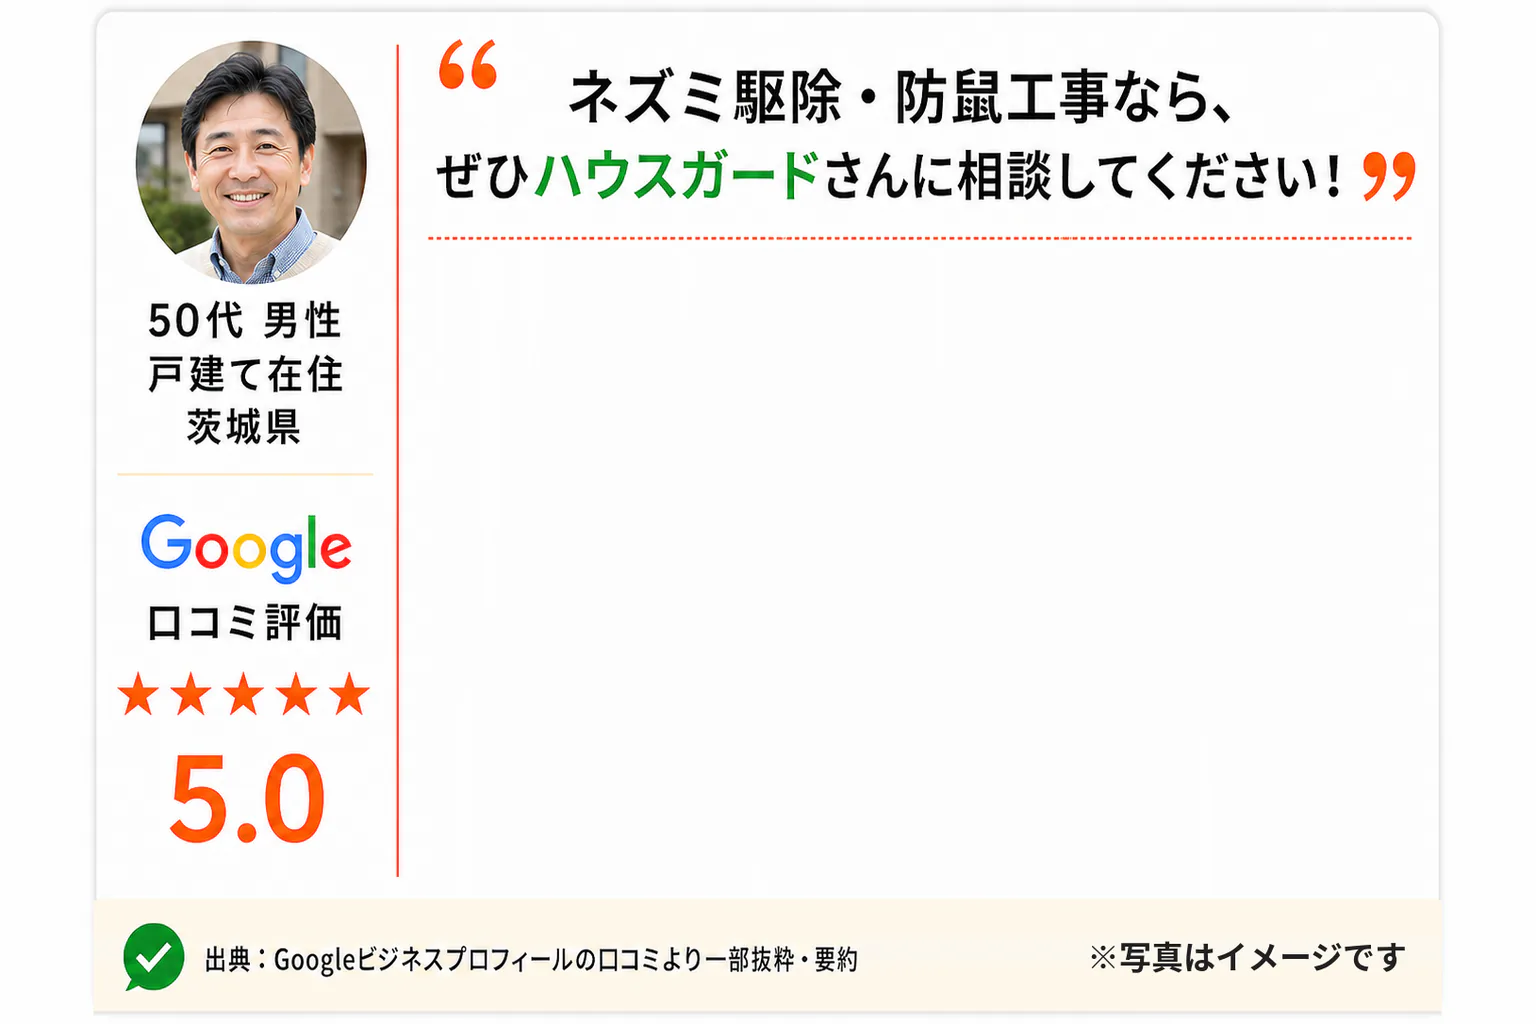 50代 男性
戸建て在住
茨城県
Google
口コミ評価
★★★★★
5.0
“ネズミ駆除・防鼠工事なら、
ぜひハウスガードさんに相談してください！”
出典：Googleビジネスプロフィールの口コミより一部抜粋・要約
※写真はイメージです